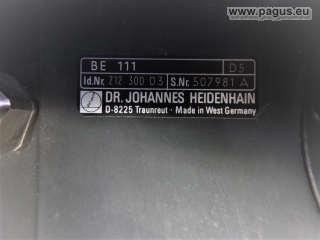 www.pagus.eu
BE 111 D5
Id.Nr. 212 300 03 S.Nr. 507981 A
DR. JOHANNES HEIDENHAIN
D-8225 Traunreut · Made in West Germany